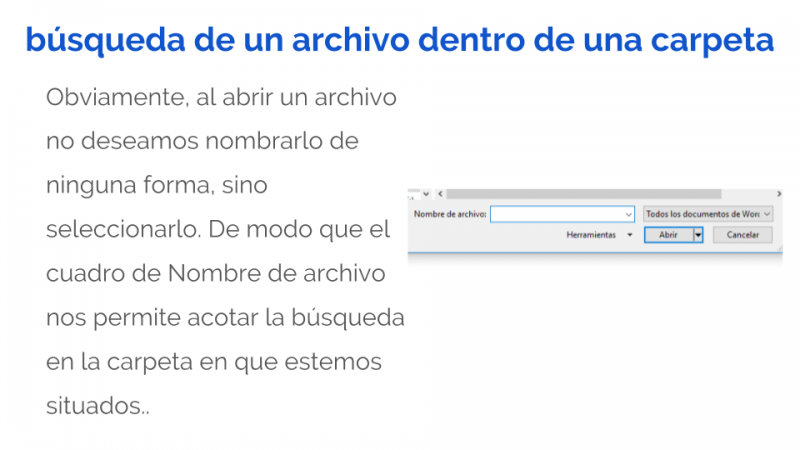 búsqueda de un archivo dentro de una carpeta
Obviamente, al abrir un archivo
no deseamos nombrarlo de
ninguna forma, sino
seleccionarlo. De modo que el
cuadro de Nombre de archivo
nos permite acotar la búsqueda
en la carpeta en que estemos
situados..
Nombre de archivo:
Todos los documentos de Wor
Herramientas
Abrir
Cancelar